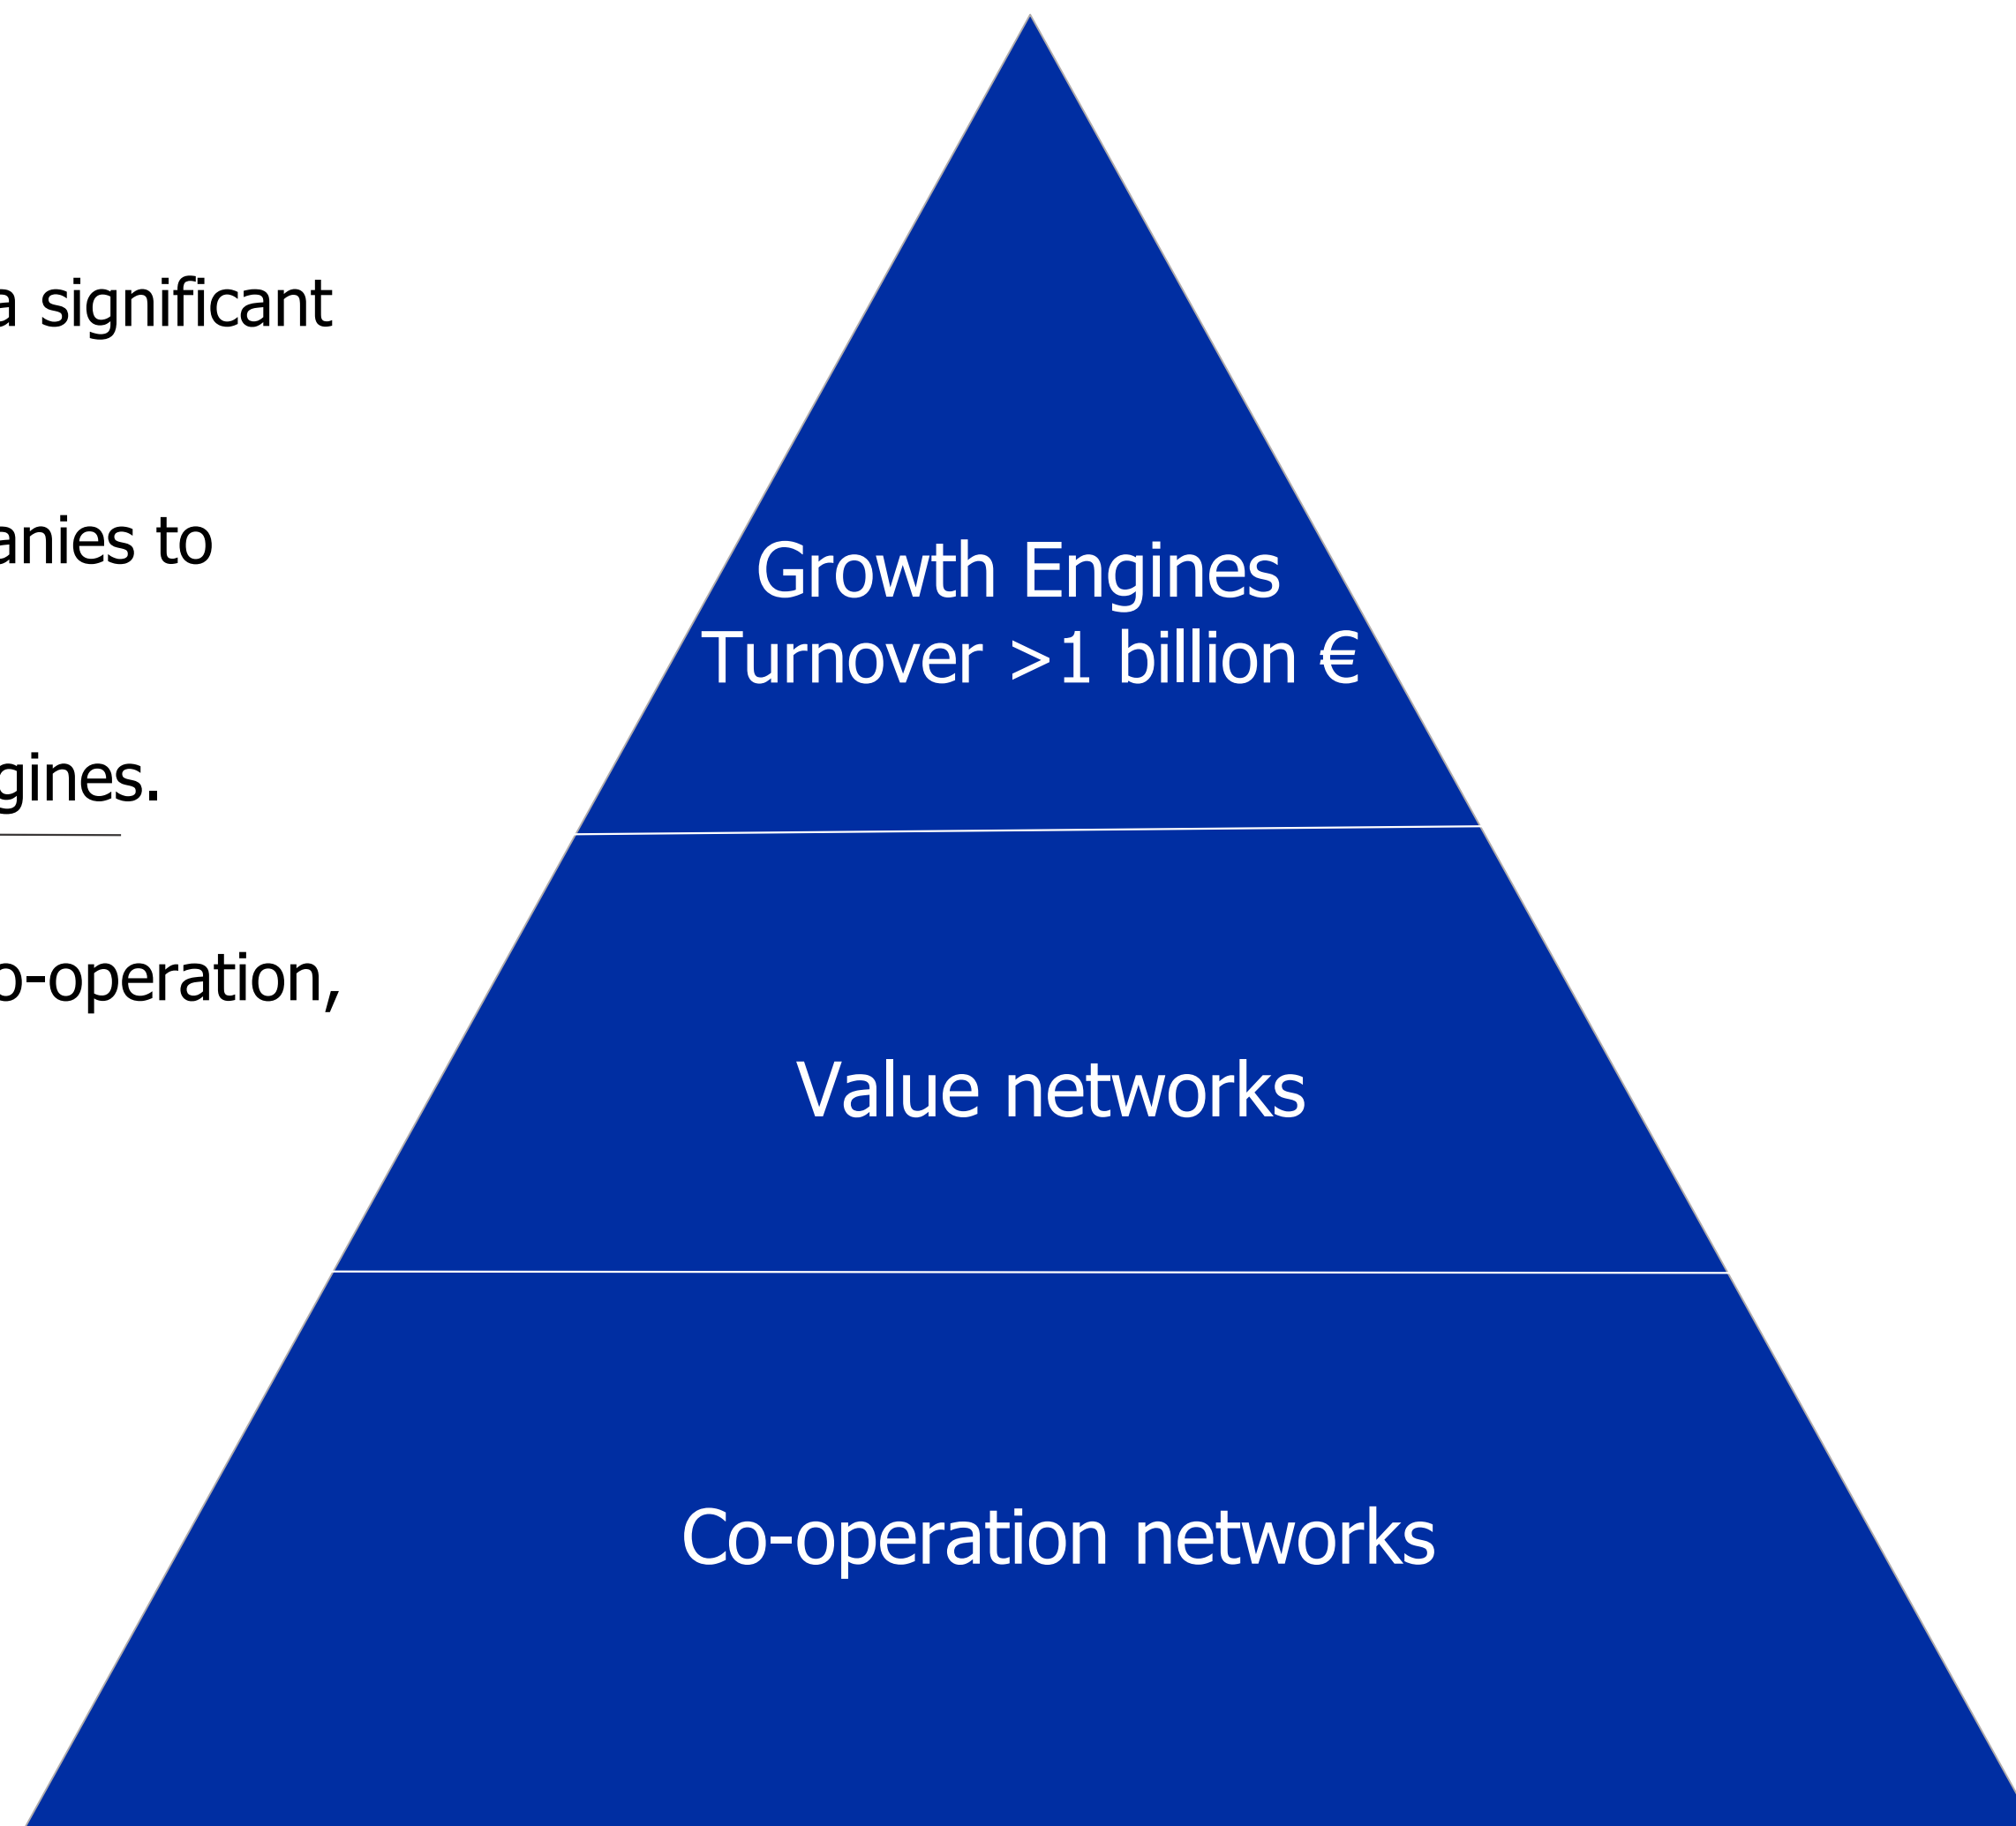 a significant
anies to
gines.
o-operation,
Growth Engines
Turnover >1 billion €
Value networks
Co-operation networks